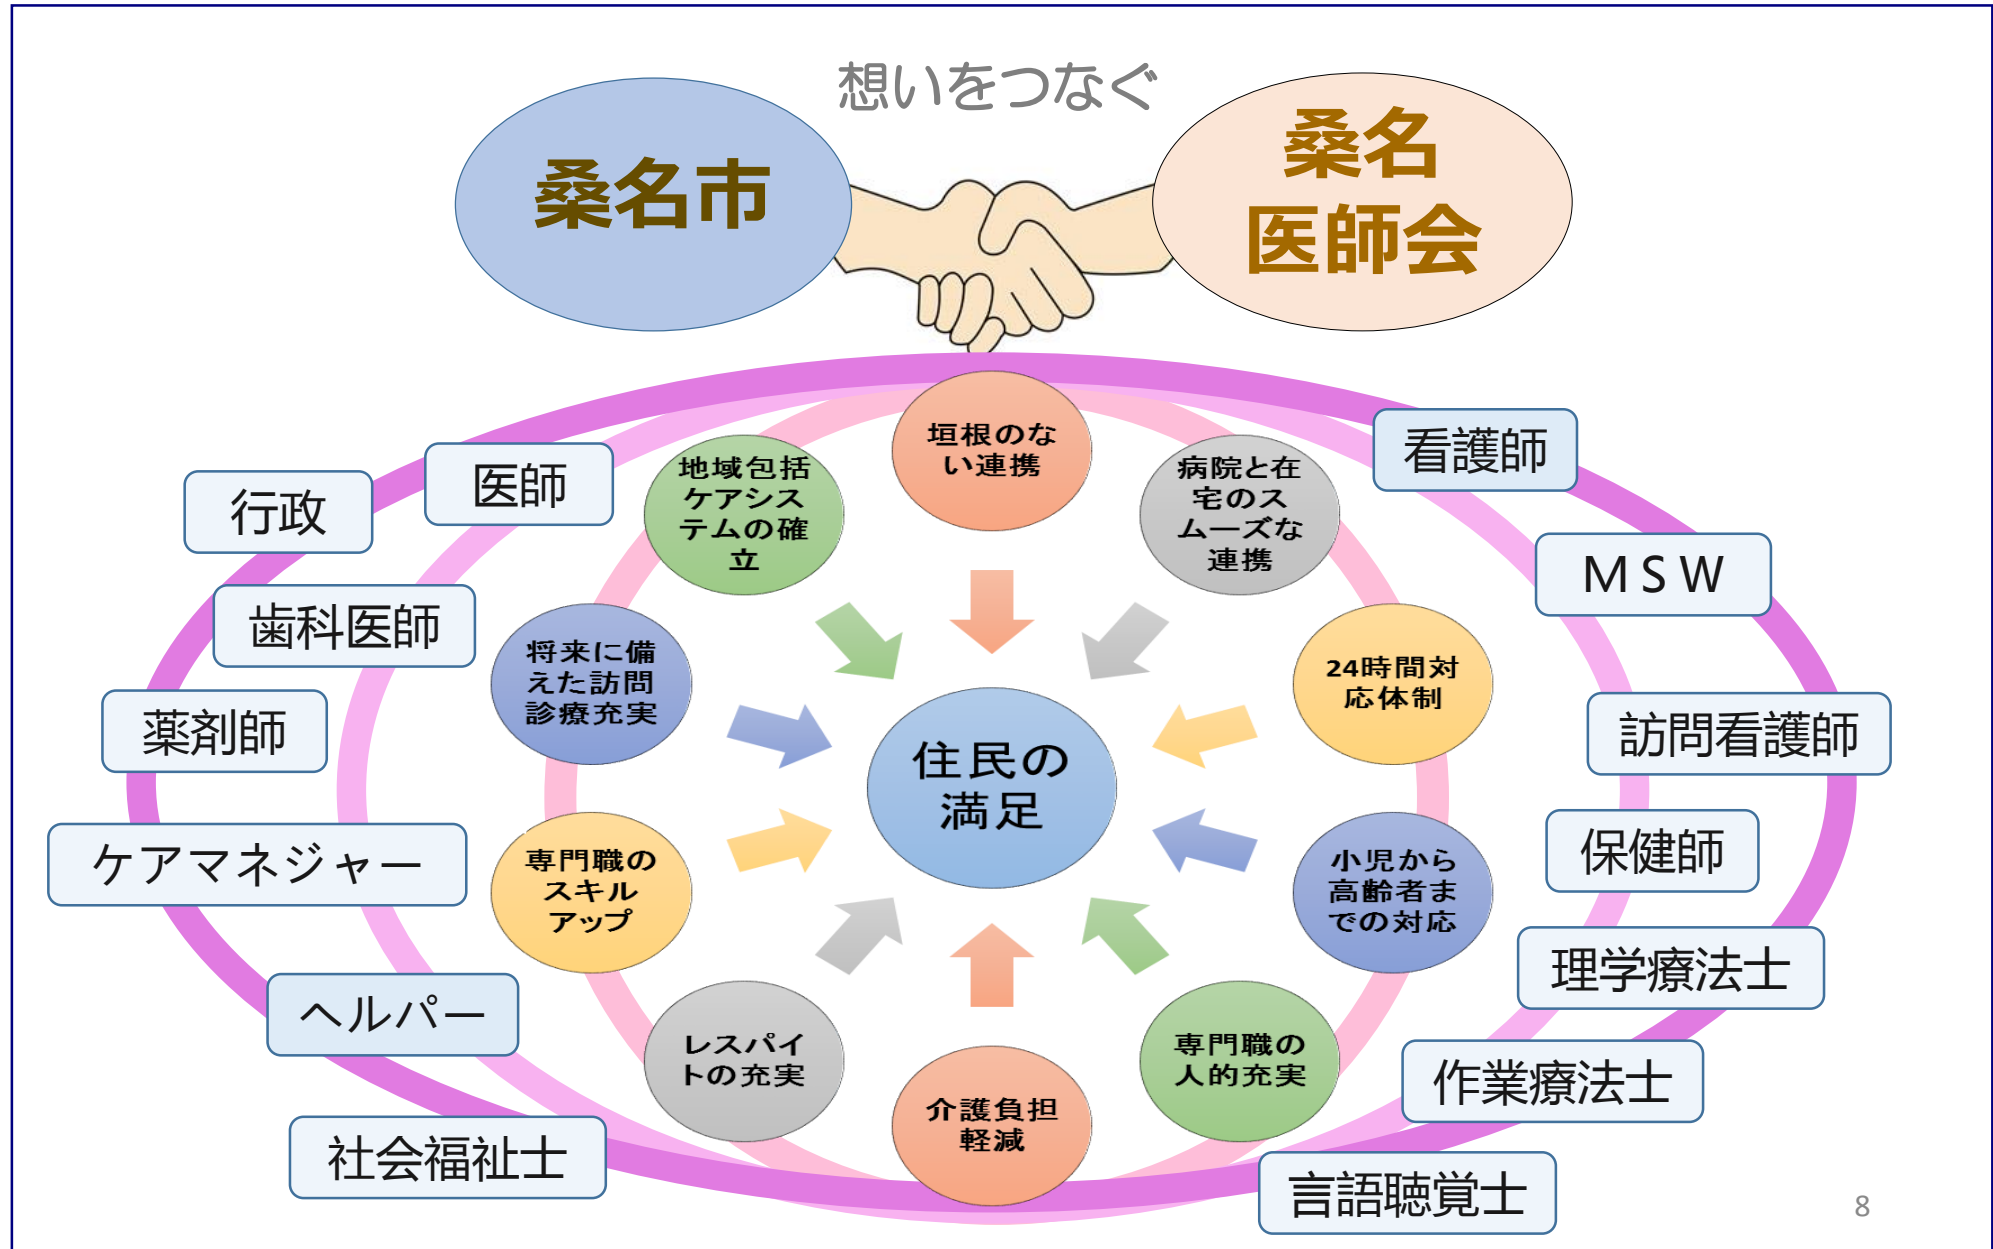 想いをつなぐ
桑名市
桑名
医師会
垣根のな
い連携
病院と在
宅のス
ムーズな
連携
24時間対
応体制
小児から
高齢者ま
での対応
専門職の
人的充実
介護負担
軽減
レスパイ
トの充実
専門職の
スキル
アップ
将来に備
えた訪問
診療充実
地域包括
ケアシス
テムの確
立
住民の
満足
行政
医師
歯科医師
薬剤師
ケアマネジャー
ヘルパー
社会福祉士
看護師
ＭＳＷ
訪問看護師
保健師
理学療法士
作業療法士
言語聴覚士
8